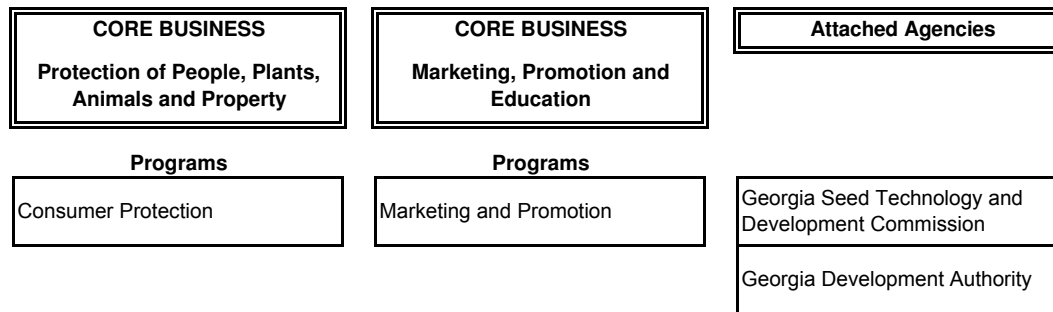 CORE BUSINESS
Protection of People, Plants,
Animals and Property
CORE BUSINESS
Marketing, Promotion and
Education
Attached Agencies
Programs
Consumer Protection
Programs
Marketing and Promotion
Georgia Seed Technology and
Development Commission
Georgia Development Authority